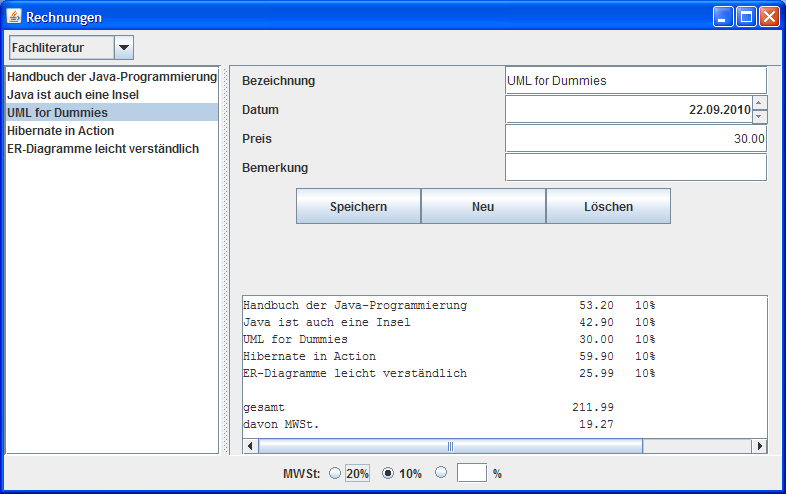 Rechnungen
Fachliteratur
Handbuch der Java-Programmierung
Java ist auch eine Insel
UML for Dummies
Hibernate in Action
ER-Diagramme leicht verständlich
Bezeichnung UML for Dummies
Datum 22.09.2010
Preis 30.00
Bemerkung
Speichern Neu Löschen
Handbuch der Java-Programmierung 53.20 10%
Java ist auch eine Insel 42.90 10%
UML for Dummies 30.00 10%
Hibernate in Action 59.90 10%
ER-Diagramme leicht verständlich 25.99 10%
gesamt 211.99
davon MWSt. 19.27
MWSt: 20% 10% %